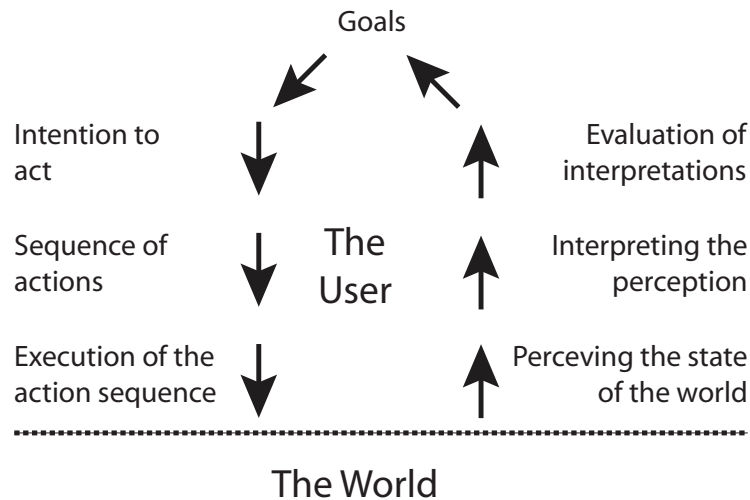 Goals
Intention to
act
Evaluation of
interpretations
Sequence of
actions
The
User
Interpreting the
perception
Execution of the
action sequence
Perceving the state
of the world
The World